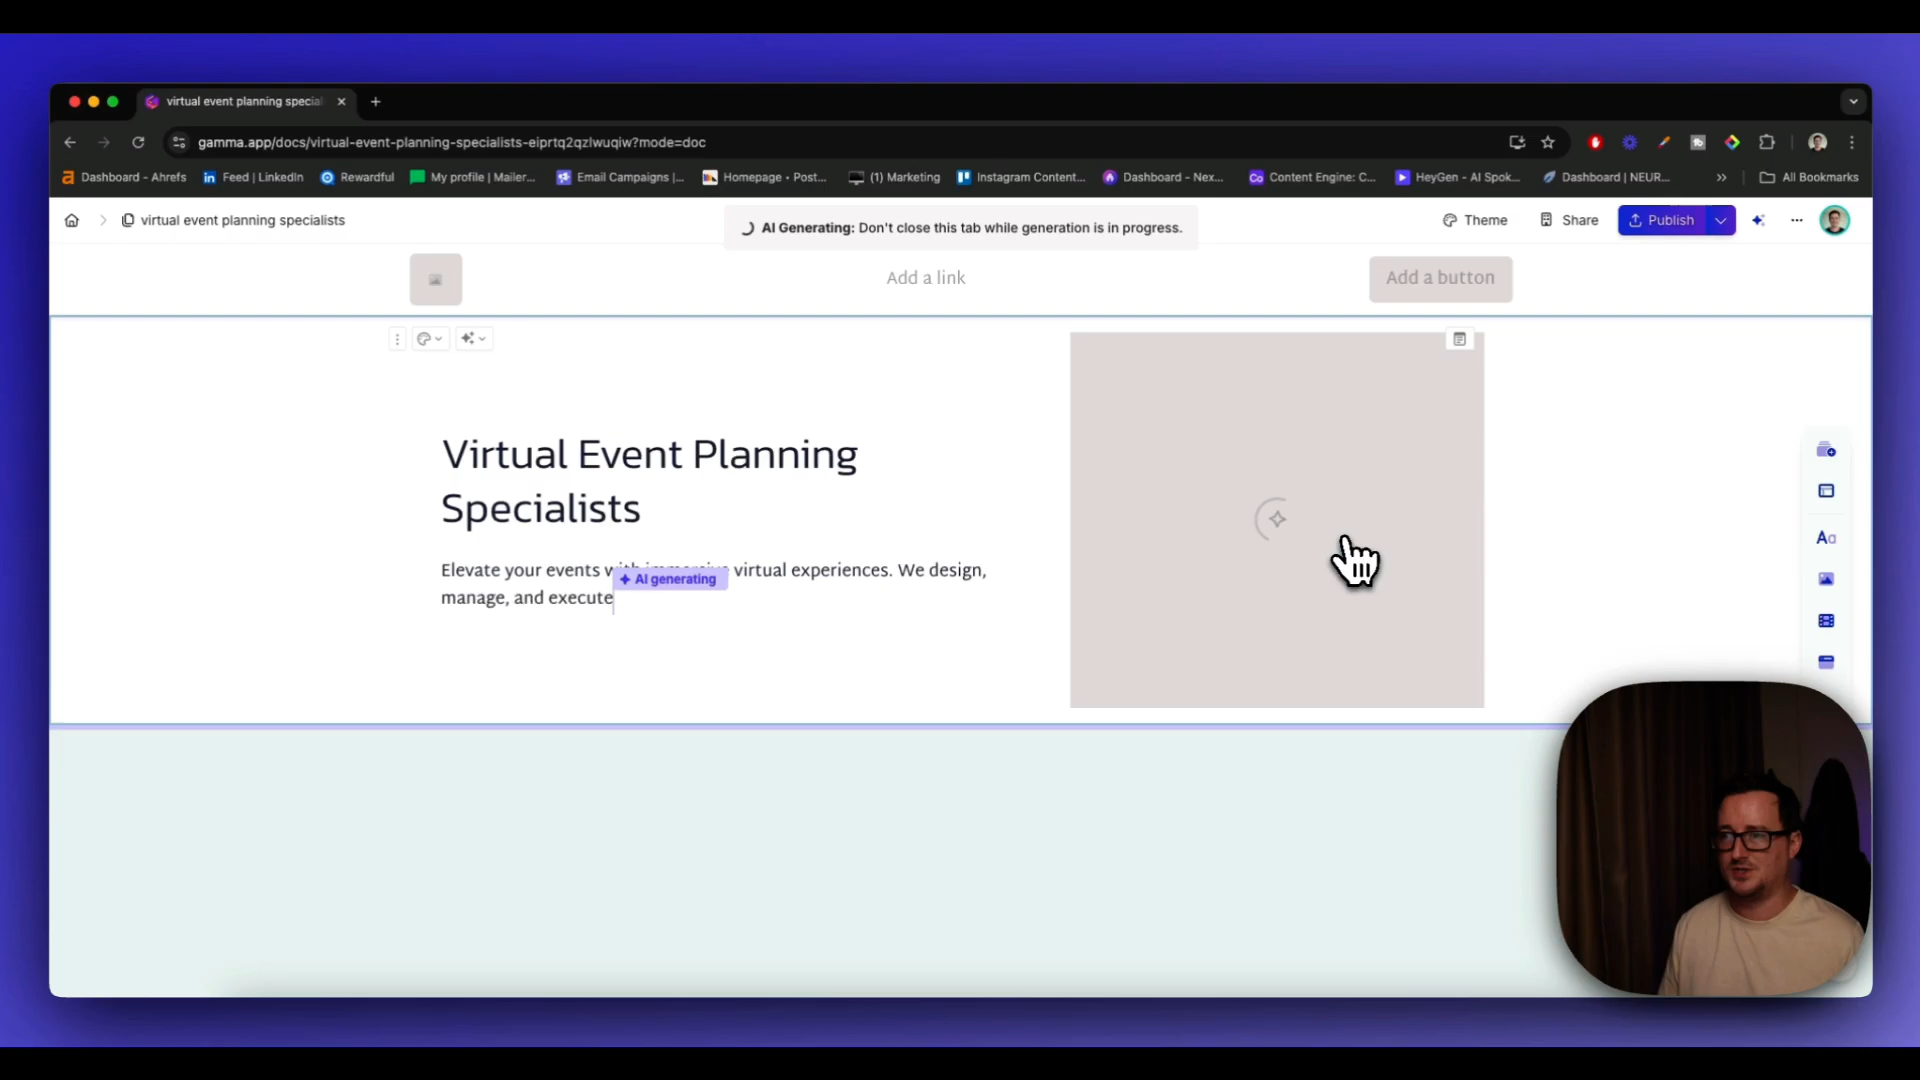 virtual event planning special
gamma.app/docs/virtual-event-planning-specialists-eiprtq2qzlwuqiw?mode=doc
Dashboard - Ahrefs
Feed | LinkedIn
Rewardful
My profile | Mailer...
Email Campaigns |...
Homepage • Post...
(1) Marketing
Instagram Content...
Dashboard - Nex...
Content Engine: C...
HeyGen - AI Spok...
Dashboard | NEUR...
All Bookmarks
virtual event planning specialists
AI Generating: Don't close this tab while generation is in progress.
Theme
Share
Publish
Add a link
Add a button
Virtual Event Planning
Specialists
Elevate your events with immersive virtual experiences. We design,
AI generating
manage, and execute
Aa